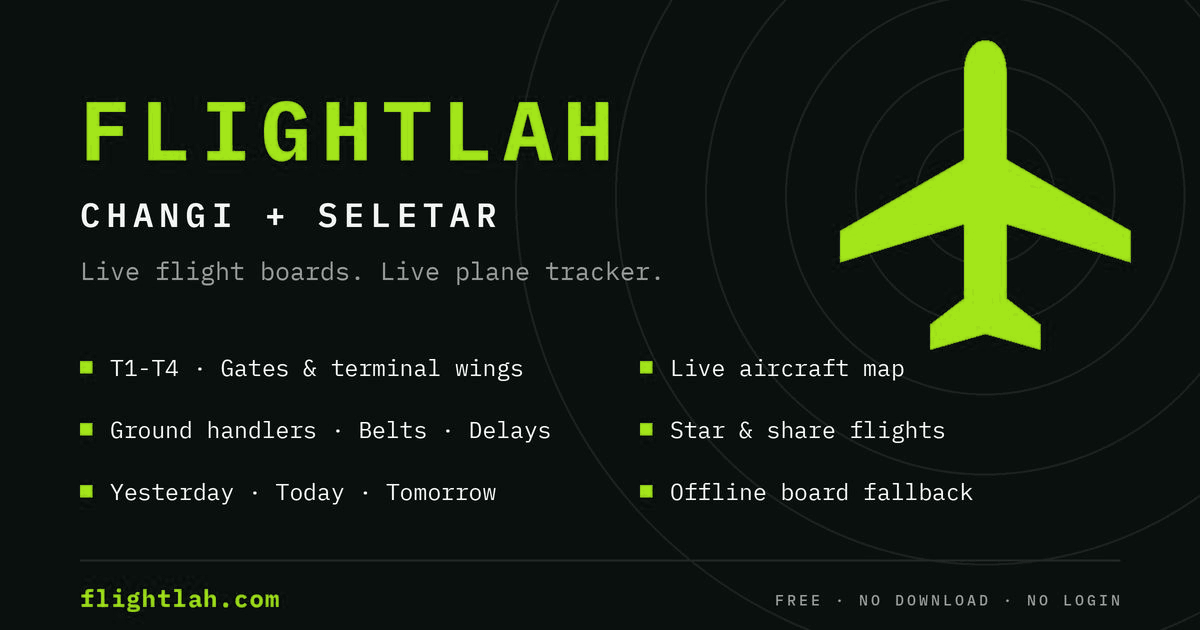 FLIGHTLAH
CHANGI + SELETAR
Live flight boards. Live plane tracker.
T1-T4 · Gates & terminal wings
Ground handlers · Belts · Delays
Yesterday · Today · Tomorrow
Live aircraft map
Star & share flights
Offline board fallback
flightlah.com
FREE · NO DOWNLOAD · NO LOGIN